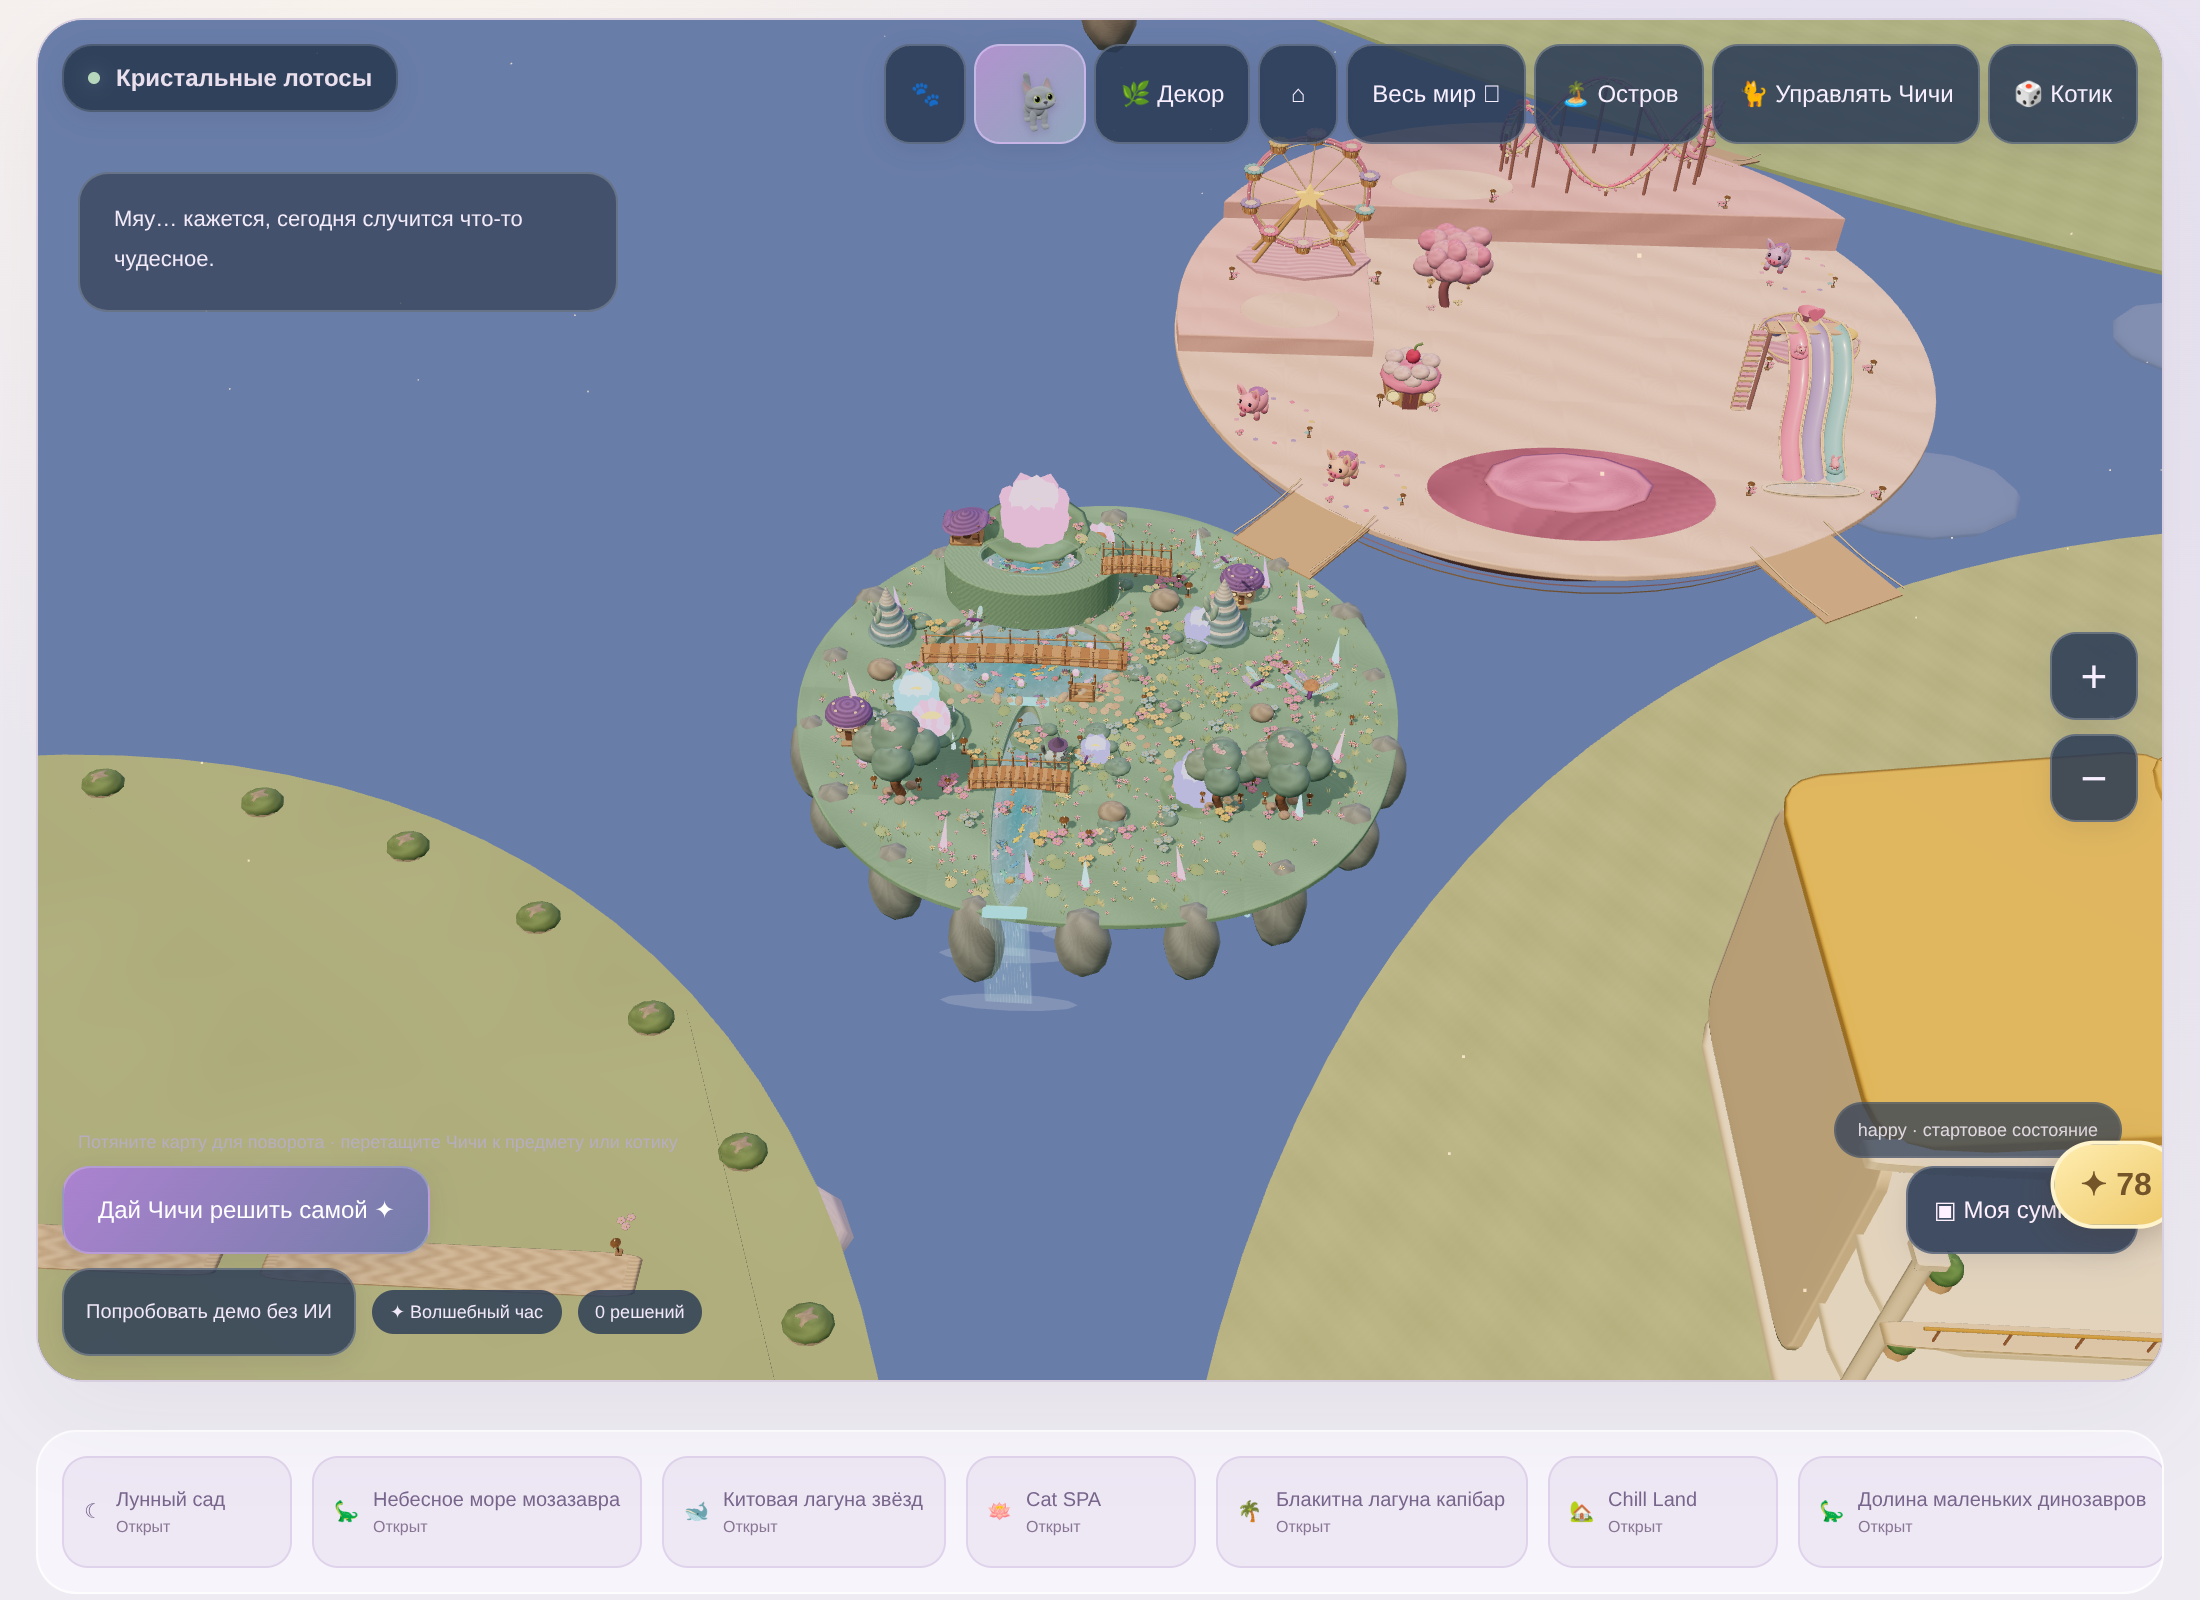 Кристальные лотосы
Декор
Весь мир
Остров
Управлять Чичи
Котик
Мяу… кажется, сегодня случится что-то
чудесное.
+
−
Потяните карту для поворота · перетащите Чичи к предмету или котику
happy · стартовое состояние
Дай Чичи решить самой ✦
▣ Моя сум
✦ 78
Попробовать демо без ИИ
✦ Волшебный час
0 решений
Лунный сад
Открыт
Небесное море мозазавра
Открыт
Китовая лагуна звёзд
Открыт
Cat SPA
Открыт
Блакитна лагуна капібар
Открыт
Chill Land
Открыт
Долина маленьких динозавров
Открыт